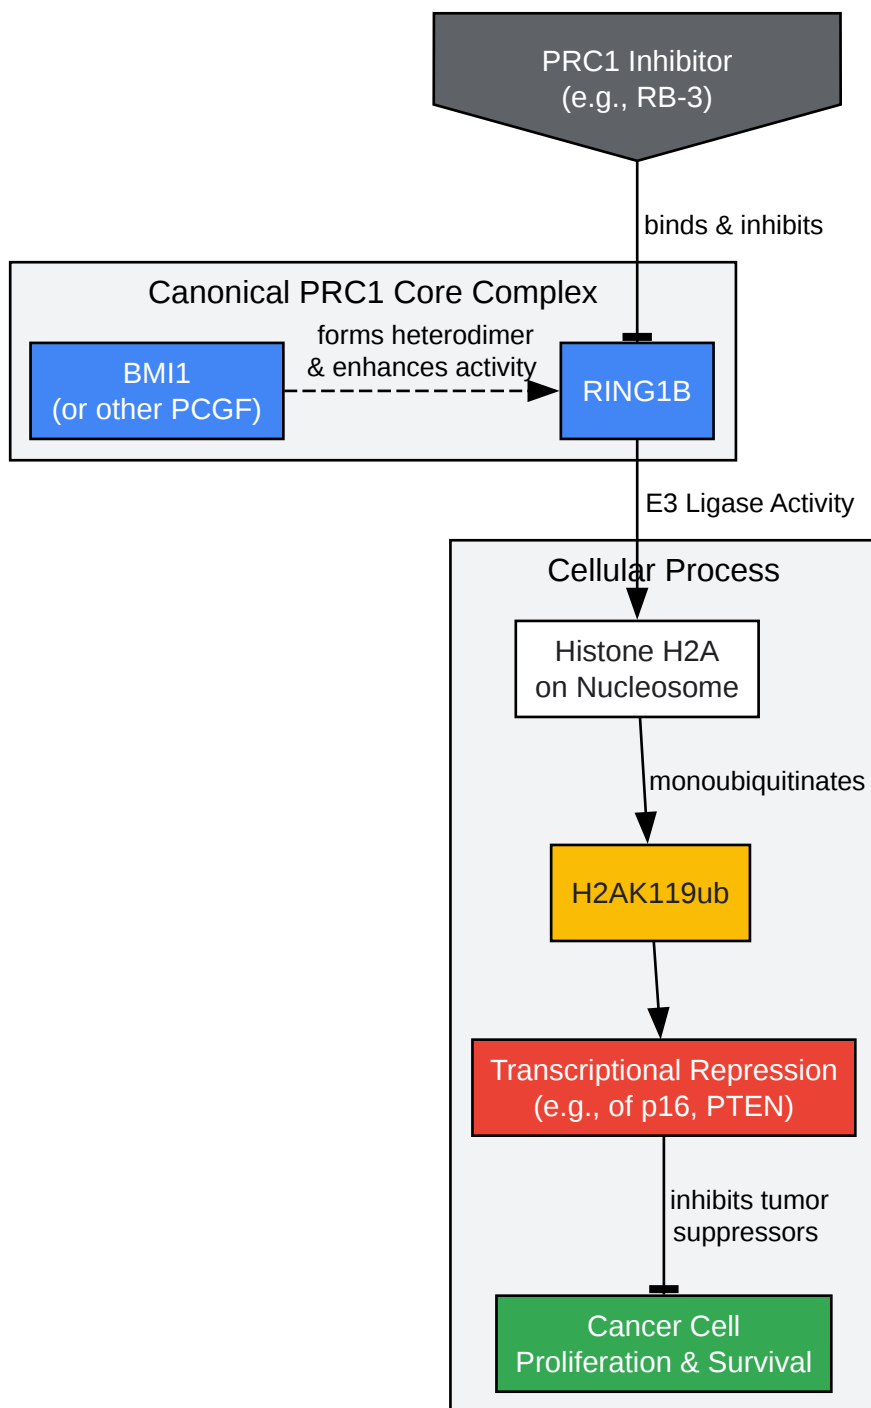 PRC1 Inhibitor
(e.g., RB-3)
binds & inhibits
Canonical PRC1 Core Complex
forms heterodimer
& enhances activity
BMI1
(or other PCGF)
RING1B
E3 Ligase Activity
Cellular Process
Histone H2A
on Nucleosome
monoubiquitinates
H2AK119ub
Transcriptional Repression
(e.g., of p16, PTEN)
inhibits tumor
suppressors
Cancer Cell
Proliferation & Survival